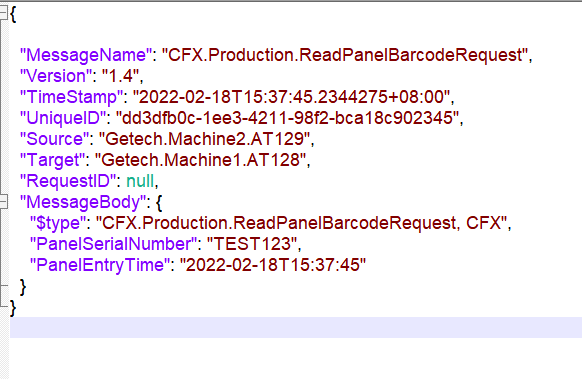 {
"MessageName": "CFX.Production.ReadPanelBarcodeRequest",
"Version": "1.4",
"TimeStamp": "2022-02-18T15:37:45.2344275+08:00",
"UniqueID": "dd3dfb0c-1ee3-4211-98f2-bca18c902345",
"Source": "Getech.Machine2.AT129",
"Target": "Getech.Machine1.AT128",
"RequestID": null,
"MessageBody": {
"$type": "CFX.Production.ReadPanelBarcodeRequest, CFX",
"PanelSerialNumber": "TEST123",
"PanelEntryTime": "2022-02-18T15:37:45"
}
}